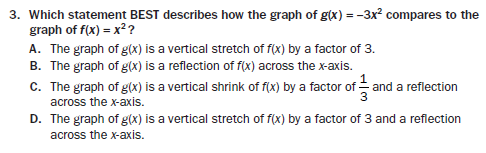 3. Which statement BEST describes how the graph of g(x) = –3x² compares to the
graph of f(x) = x² ?
A. The graph of g(x) is a vertical stretch of f(x) by a factor of 3.
B. The graph of g(x) is a reflection of f(x) across the x-axis.
C. The graph of g(x) is a vertical shrink of f(x) by a factor of 1/3 and a reflection
across the x-axis.
D. The graph of g(x) is a vertical stretch of f(x) by a factor of 3 and a reflection
across the x-axis.